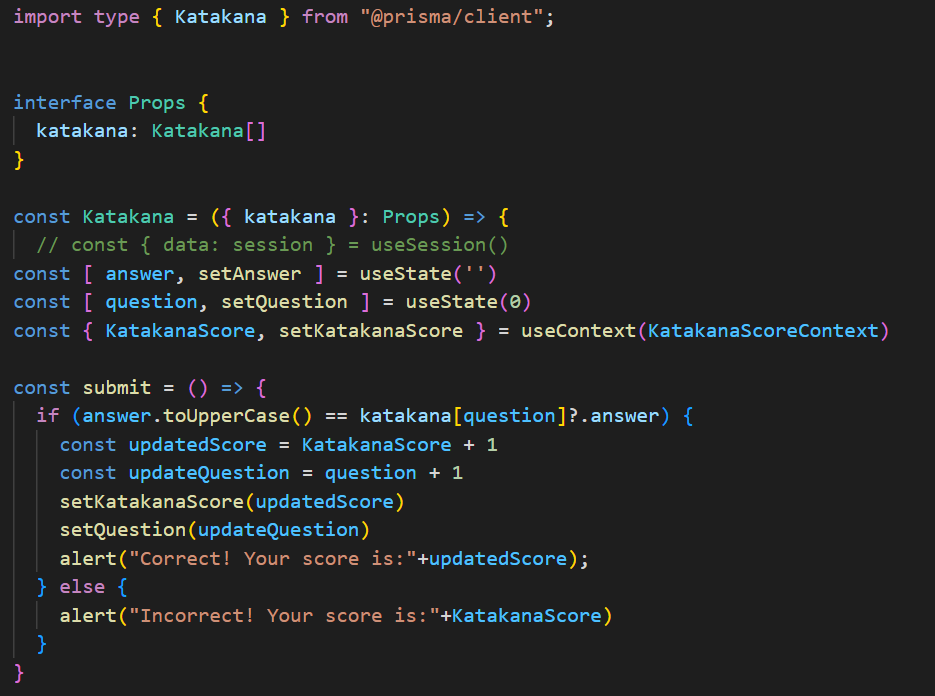 import type { Katakana } from "@prisma/client";
interface Props {
  katakana: Katakana[]
}
const Katakana = ({ katakana }: Props) => {
  // const { data: session } = useSession()
const [ answer, setAnswer ] = useState('')
const [ question, setQuestion ] = useState(0)
const { KatakanaScore, setKatakanaScore } = useContext(KatakanaScoreContext)
const submit = () => {
  if (answer.toUpperCase() == katakana[question]?.answer) {
    const updatedScore = KatakanaScore + 1
    const updateQuestion = question + 1
    setKatakanaScore(updatedScore)
    setQuestion(updateQuestion)
    alert("Correct! Your score is:"+updatedScore);
  } else {
    alert("Incorrect! Your score is:"+KatakanaScore)
  }
}